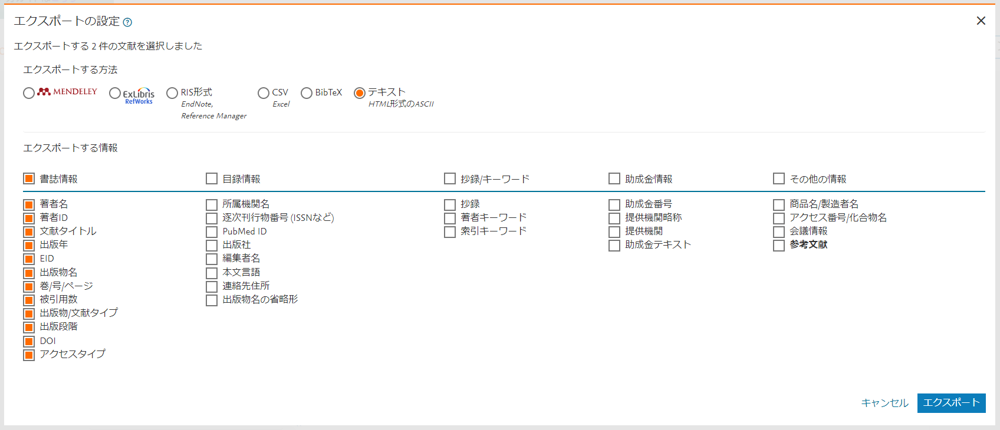 エクスポートの設定 ?
エクスポートする 2 件の文献を選択しました
エクスポートする方法
MENDELEY
ExLibris
RefWorks
RIS形式
EndNote,
Reference Manager
CSV
Excel
BibTeX
テキスト
HTML形式のASCII
エクスポートする情報
書誌情報
著者名
著者ID
文献タイトル
出版年
EID
出版物名
巻/号/ページ
被引用数
出版物/文献タイプ
出版段階
DOI
アクセスタイプ
目録情報
所属機関名
逐次刊行物番号 (ISSNなど)
PubMed ID
出版社
編集者名
本文言語
連絡先住所
出版物名の省略形
抄録/キーワード
抄録
著者キーワード
索引キーワード
助成金情報
助成金番号
提供機関略称
提供機関
助成金テキスト
その他の情報
商品名/製造者名
アクセス番号/化合物名
会議情報
参考文献
キャンセル
エクスポート